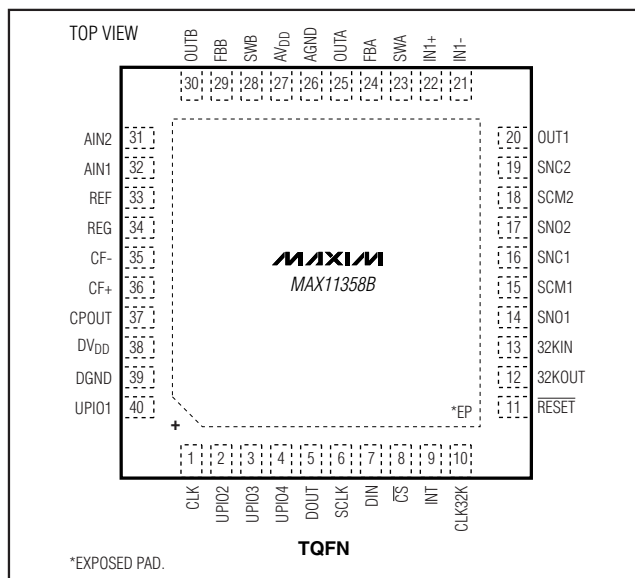 TOP VIEW
OUTB FBB SWB AVDD AGND OUTA FBA SWA IN1+ IN1-
30 29 28 27 26 25 24 23 22 21
AIN2 31
AIN1 32
REF 33
REG 34
CF- 35
CF+ 36
CPOUT 37
DVDD 38
DGND 39
UPIO1 40
MAXIM
MAX11358B
*EP
+
20 OUT1
19 SNC2
18 SCM2
17 SNO2
16 SNC1
15 SCM1
14 SNO1
13 32KIN
12 32KOUT
11 RESET
1 2 3 4 5 6 7 8 9 10
CLK UPIO2 UPIO3 UPIO4 DOUT SCLK DIN CS INT CLK32K
TQFN
*EXPOSED PAD.